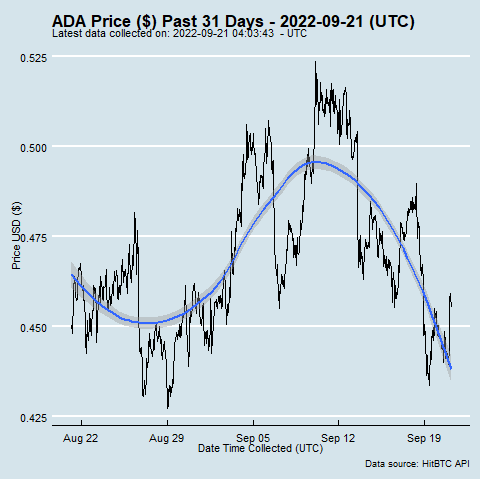 ADA Price ($) Past 31 Days - 2022-09-21 (UTC)
Latest data collected on: 2022-09-21 04:03:43 - UTC
0.525
0.500
0.475
0.450
0.425
Price USD ($)
Aug 22 Aug 29 Sep 05 Sep 12 Sep 19
Date Time Collected (UTC)
Data source: HitBTC API